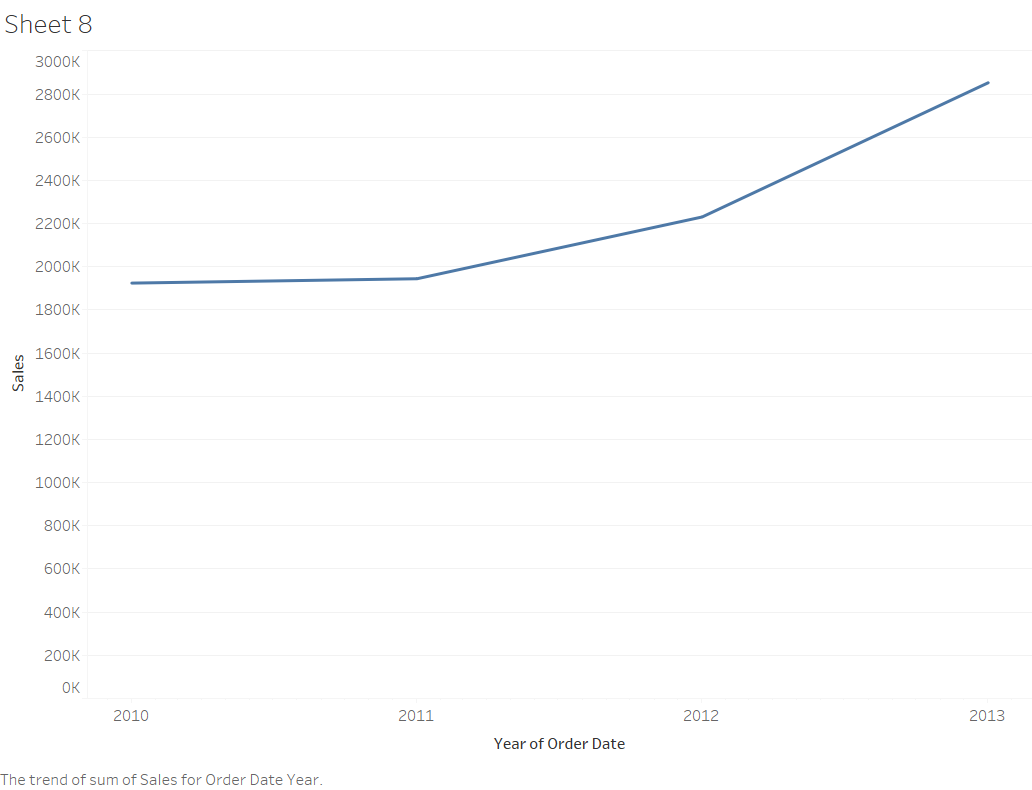 Sheet 8
3000K
2800K
2600K
2400K
2200K
2000K
1800K
1600K
1400K
1200K
1000K
800K
600K
400K
200K
0K
Sales
2010 2011 2012 2013
Year of Order Date
The trend of sum of Sales for Order Date Year.